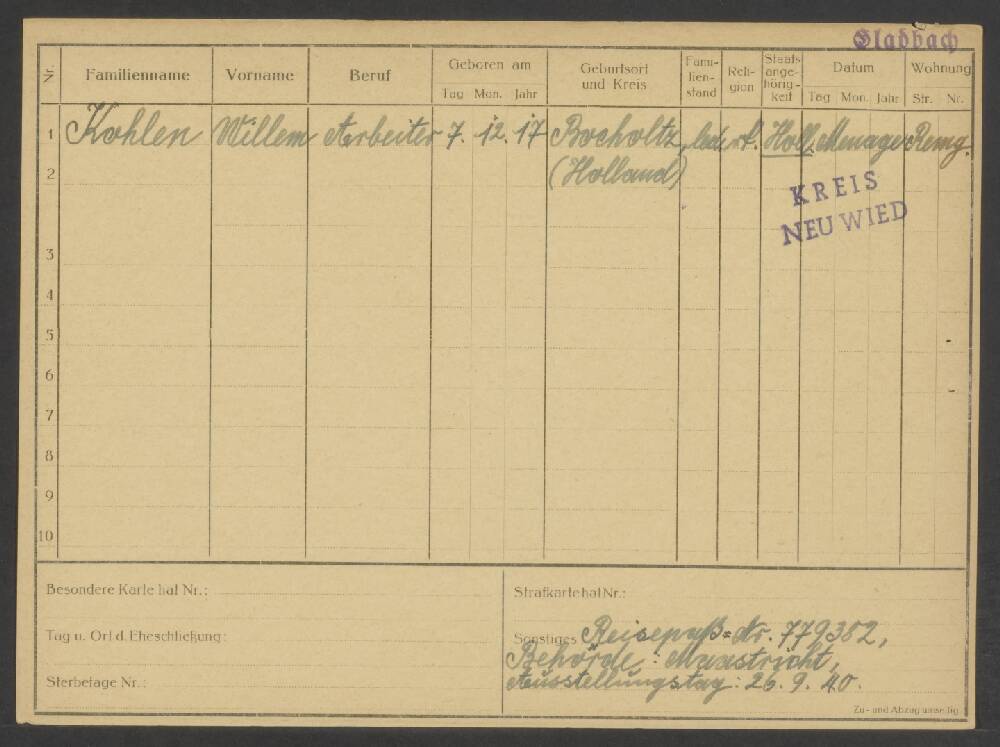 Gladbach
Nr. Familienname Vorname Beruf Geboren am Tag Mon. Jahr Geburtsort und Kreis Familienstand Religion Staatsangehörigkeit Datum Tag Mon. Jahr Wohnung Str. Nr.
1 Kohlen Willem Arbeiter 7. 12. 17 Bocholtz led. rk. Holl. Menage Remg.
2 (Holland)
KREIS
NEUWIED
3
4
5
6
7
8
9
10
Besondere Karte hat Nr.:
Strafkarte hat Nr.:
Tag u. Ort d. Eheschließung:
Sonstiges Reisepaß=Nr. 779382,
Behörde: Maastricht,
Sterbefage Nr.:
Ausstellungstag: 26. 9. 40.
Zu- und Abzug umseitig